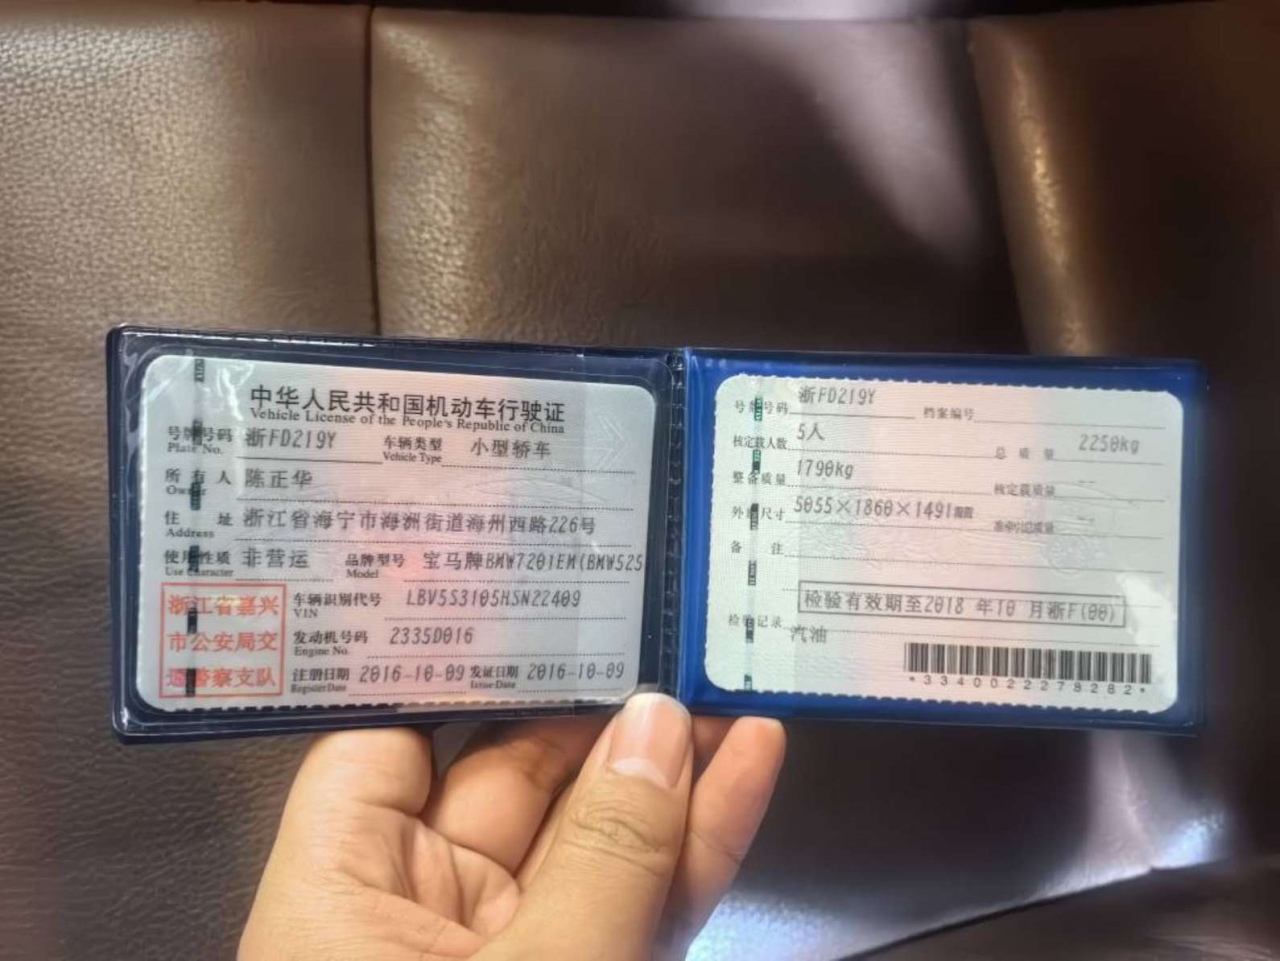 中华人民共和国机动车行驶证
Vehicle License of the People's Republic of China
号牌号码 浙FD219Y 车辆类型 小型轿车
Plate No. Vehicle Type
所有人 陈正华
Owner
住 址 浙江省海宁市海洲街道海州西路226号
Address
使用性质 非营运 品牌型号 宝马牌BMW7201EM(BMW525
Use Character Model
浙江省嘉兴
市公安局交
通警察支队
车辆识别代号 LBV5S3105HSN22409
VIN
发动机号码 2335D016
Engine No.
注册日期 2016-10-09 发证日期 2016-10-09
Register Date Issue Date
号牌号码 浙FD219Y 档案编号
核定载人数 5人 总质量 2250kg
整备质量 1790kg 核定载质量 --
外廓尺寸 5055×1860×1491mm 准牵引总质量 --
备 注
检验有效期至2018 年10 月浙F(00)
检验记录
汽油
*3340022278282*